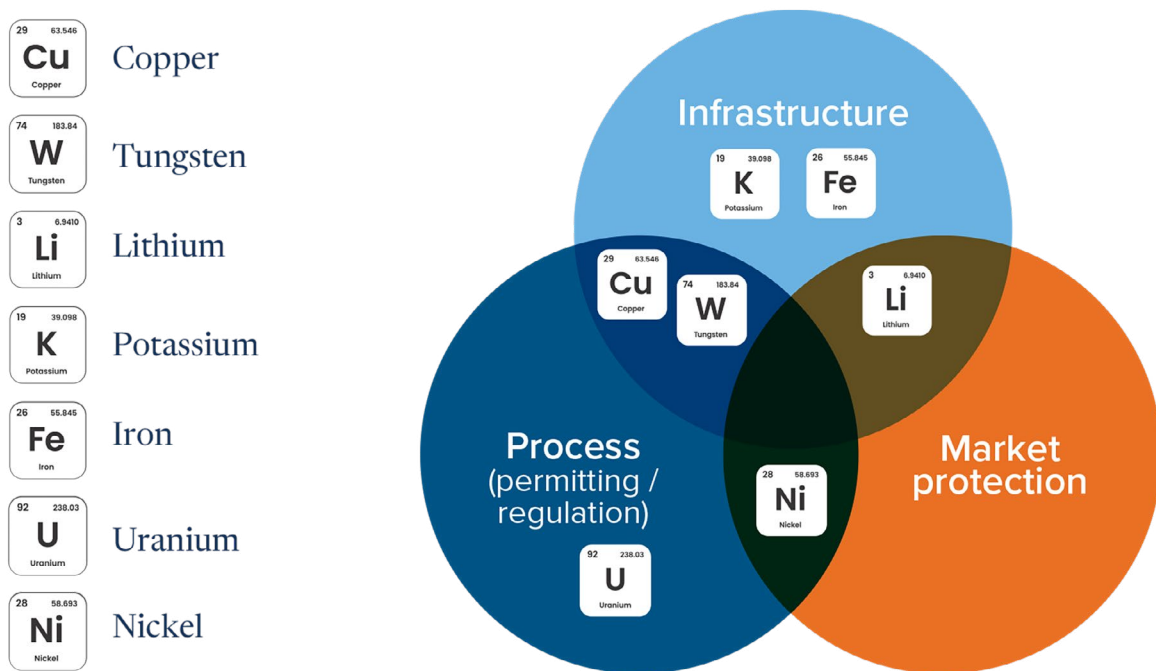 29 63.546
Cu
Copper
Copper
74 183.84
W
Tungsten
Tungsten
3 6.9410
Li
Lithium
Lithium
19 39.098
K
Potassium
Potassium
26 55.845
Fe
Iron
Iron
92 238.03
U
Uranium
Uranium
28 58.693
Ni
Nickel
Nickel
Infrastructure
19 39.098
K
Potassium
26 55.845
Fe
Iron
29 63.546
Cu
Copper
74 183.84
W
Tungsten
3 6.9410
Li
Lithium
Process
(permitting /
regulation)
92 238.03
U
Uranium
28 58.693
Ni
Nickel
Market
protection